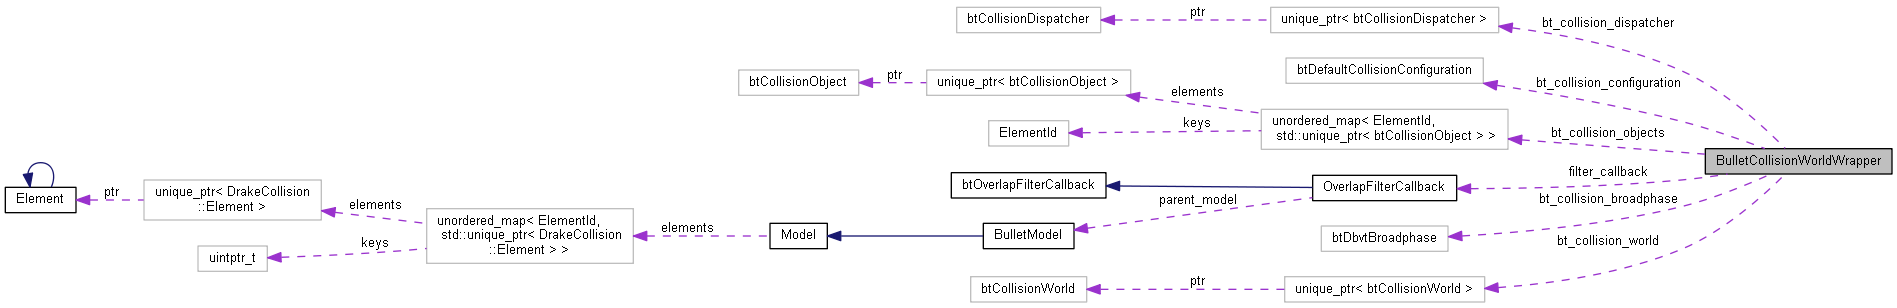 btCollisionDispatcher
ptr
unique_ptr< btCollisionDispatcher >
bt_collision_dispatcher
btCollisionObject
ptr
unique_ptr< btCollisionObject >
btDefaultCollisionConfiguration
bt_collision_configuration
elements
ElementId
keys
unordered_map< ElementId,
std::unique_ptr< btCollisionObject > >
bt_collision_objects
BulletCollisionWorldWrapper
Element
ptr
unique_ptr< DrakeCollision
::Element >
elements
keys
uintptr_t
unordered_map< ElementId,
std::unique_ptr< DrakeCollision
::Element > >
elements
Model
btOverlapFilterCallback
BulletModel
parent_model
OverlapFilterCallback
filter_callback
bt_collision_broadphase
btDbvtBroadphase
bt_collision_world
btCollisionWorld
ptr
unique_ptr< btCollisionWorld >